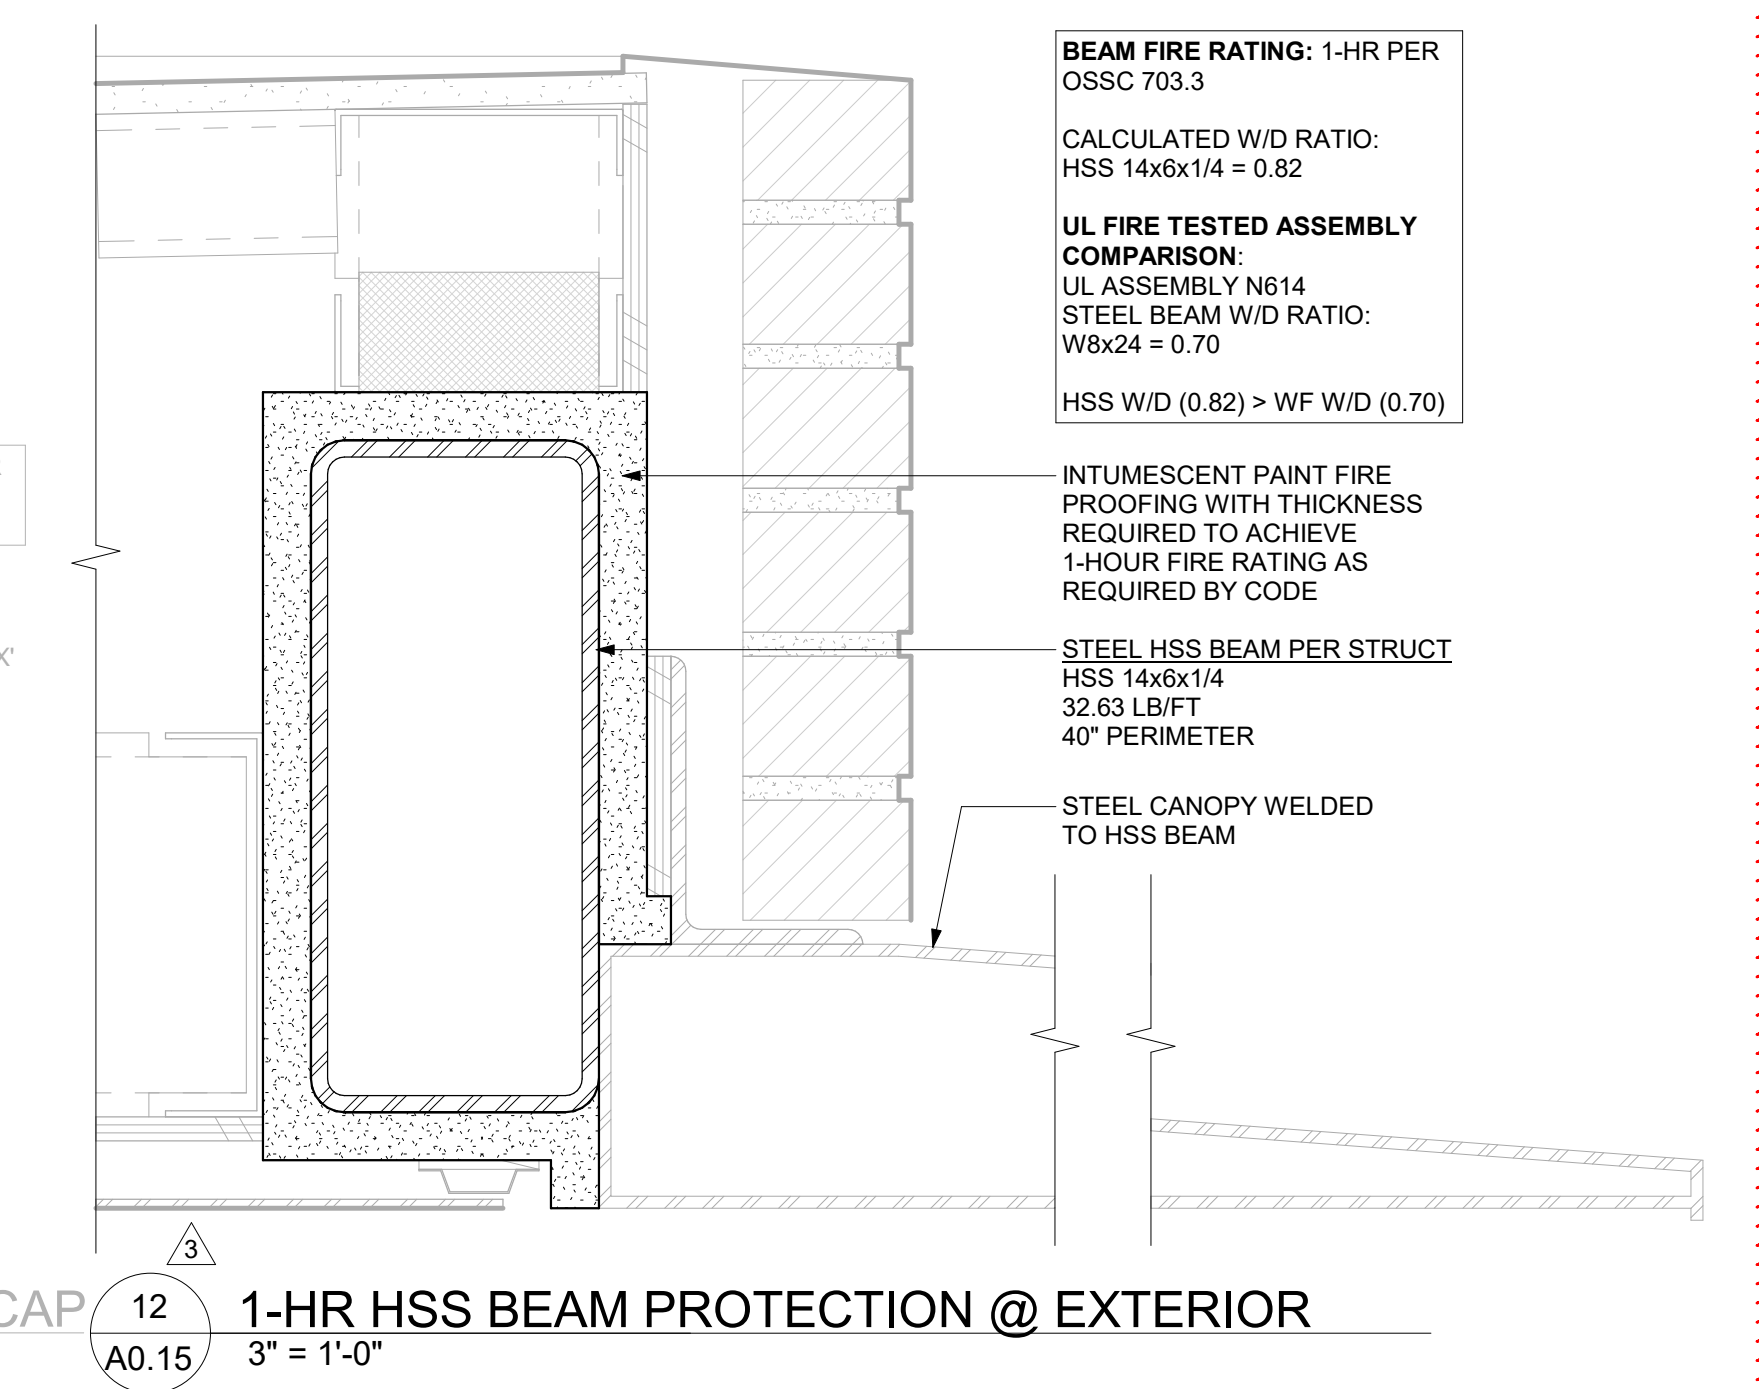 BEAM FIRE RATING: 1-HR PER
OSSC 703.3
CALCULATED W/D RATIO:
HSS 14x6x1/4 = 0.82
UL FIRE TESTED ASSEMBLY
COMPARISON:
UL ASSEMBLY N614
STEEL BEAM W/D RATIO:
W8x24 = 0.70
HSS W/D (0.82) > WF W/D (0.70)
INTUMESCENT PAINT FIRE
PROOFING WITH THICKNESS
REQUIRED TO ACHIEVE
1-HOUR FIRE RATING AS
REQUIRED BY CODE
X'
STEEL HSS BEAM PER STRUCT
HSS 14x6x1/4
32.63 LB/FT
40" PERIMETER
STEEL CANOPY WELDED
TO HSS BEAM
3
CAP
12
A0.15
1-HR HSS BEAM PROTECTION @ EXTERIOR
3" = 1'-0"